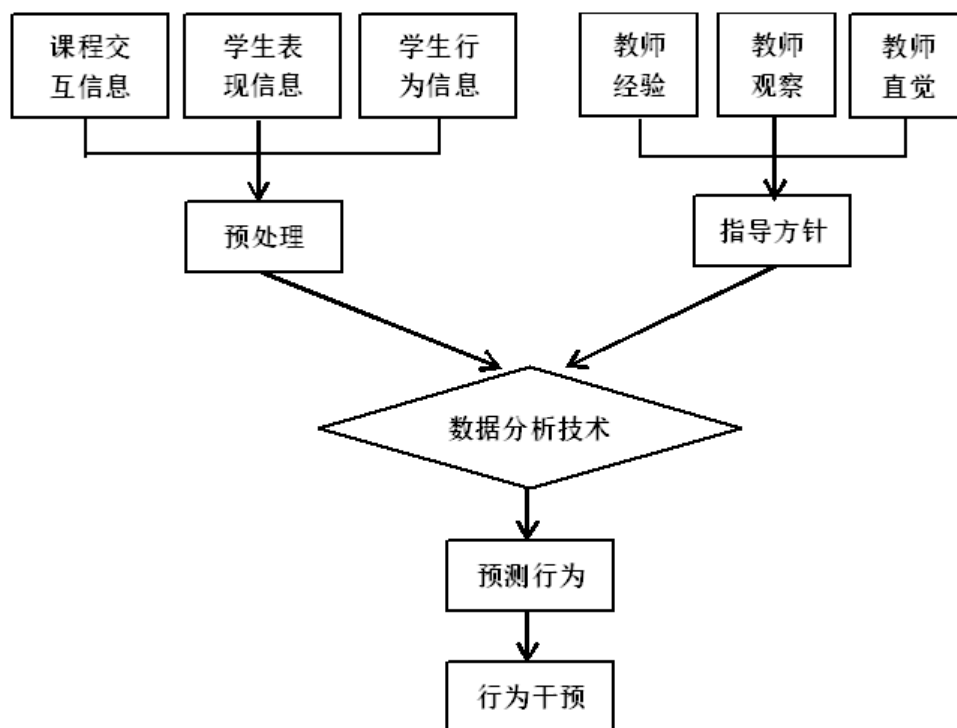 课程交
互信息
学生表
现信息
学生行
为信息
教师
经验
教师
观察
教师
直觉
预处理
指导方针
数据分析技术
预测行为
行为干预